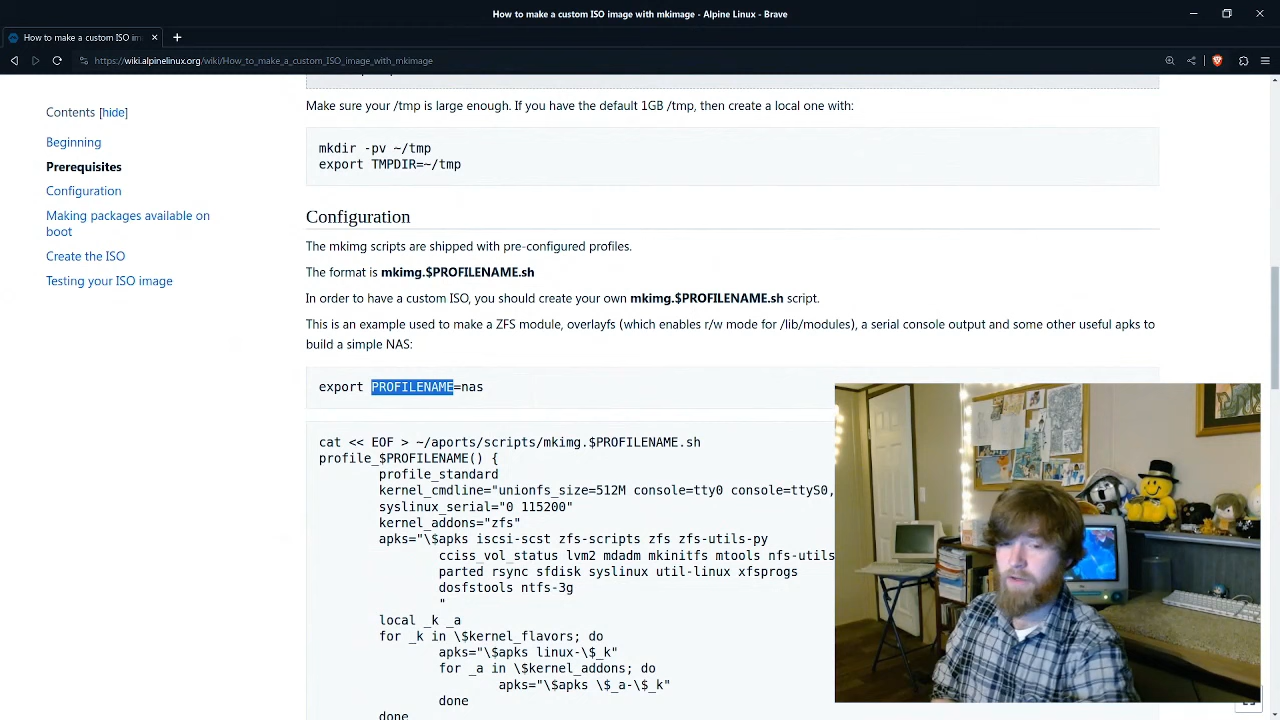 How to make a custom ISO image with mkimage - Alpine Linux - Brave
How to make a custom ISO im
https://wiki.alpinelinux.org/wiki/How_to_make_a_custom_ISO_image_with_mkimage
Contents [hide]
Beginning
Prerequisites
Configuration
Making packages available on
boot
Create the ISO
Testing your ISO image
Make sure your /tmp is large enough. If you have the default 1GB /tmp, then create a local one with:
mkdir -pv ~/tmp
export TMPDIR=~/tmp
Configuration
The mkimg scripts are shipped with pre-configured profiles.
The format is mkimg.$PROFILENAME.sh
In order to have a custom ISO, you should create your own mkimg.$PROFILENAME.sh script.
This is an example used to make a ZFS module, overlayfs (which enables r/w mode for /lib/modules), a serial console output and some other useful apks to
build a simple NAS:
export PROFILENAME=nas
cat << EOF > ~/aports/scripts/mkimg.$PROFILENAME.sh
profile_$PROFILENAME() {
profile_standard
kernel_cmdline="unionfs_size=512M console=tty0 console=ttyS0,
syslinux_serial="0 115200"
kernel_addons="zfs"
apks="\$apks iscsi-scst zfs-scripts zfs zfs-utils-py
cciss_vol_status lvm2 mdadm mkinitfs mtools nfs-utils
parted rsync sfdisk syslinux util-linux xfsprogs
dosfstools ntfs-3g
"
local _k _a
for _k in \$kernel_flavors; do
apks="\$apks linux-\$_k"
for _a in \$kernel_addons; do
apks="\$apks \$_a-\$_k"
done
done